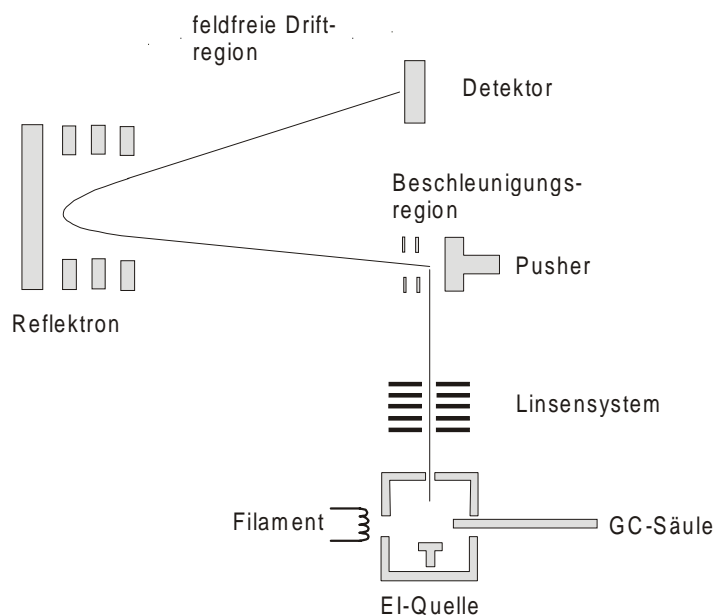 feldfreie Drift-
region
Detektor
Beschleunigungs-
region
Pusher
Reflektron
Linsensystem
Filament
GC-Säule
EI-Quelle